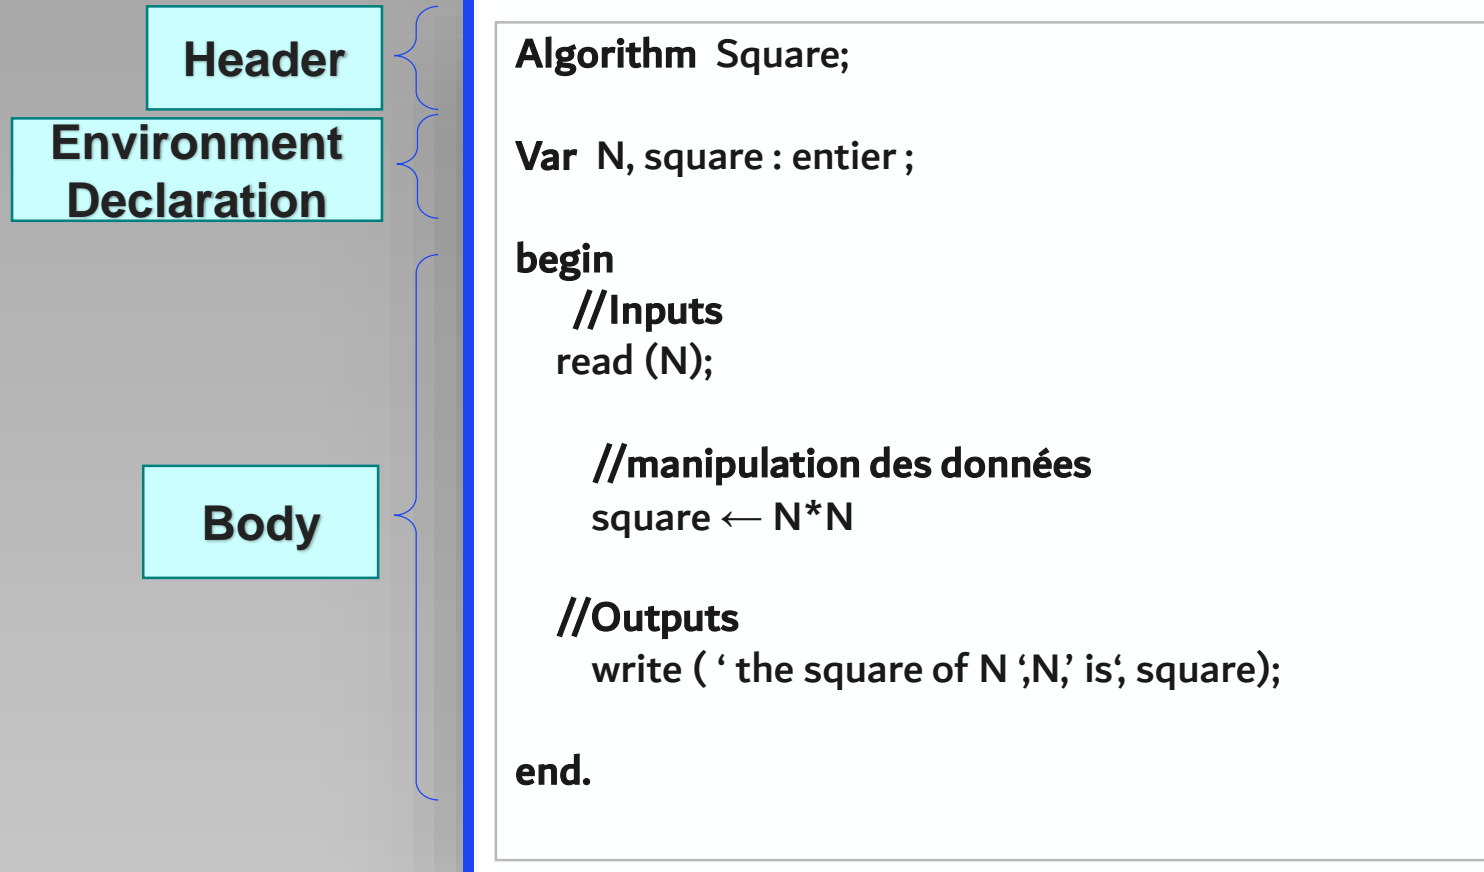 Header
Environment
Declaration
Body
Algorithm Square;
Var N, square : entier ;
begin
//Inputs
read (N);
//manipulation des données
square ← N*N
//Outputs
write ( ‘ the square of N ‘,N,’ is‘, square);
end.